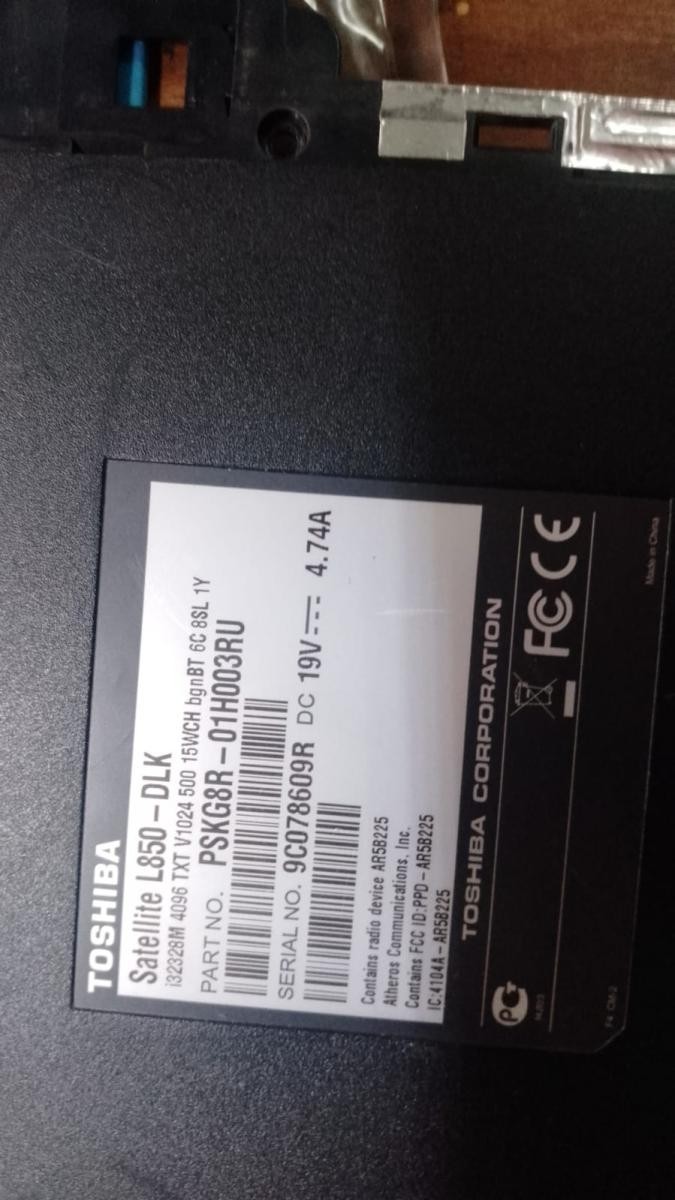 TOSHIBA
Satellite L850-DLK
i32328M 4096 TXT V1024 500 15WCH bgnBT 6C 8SL 1Y
PART NO. PSKG8R-01H003RU
SERIAL NO. 9C078609R DC 19V 4.74A
Contains radio device AR5B225
Atheros Communications, Inc.
Contains FCC ID:PPD-AR5B225
IC:4104A-AR5B225
TOSHIBA CORPORATION
FC CE
Made in China